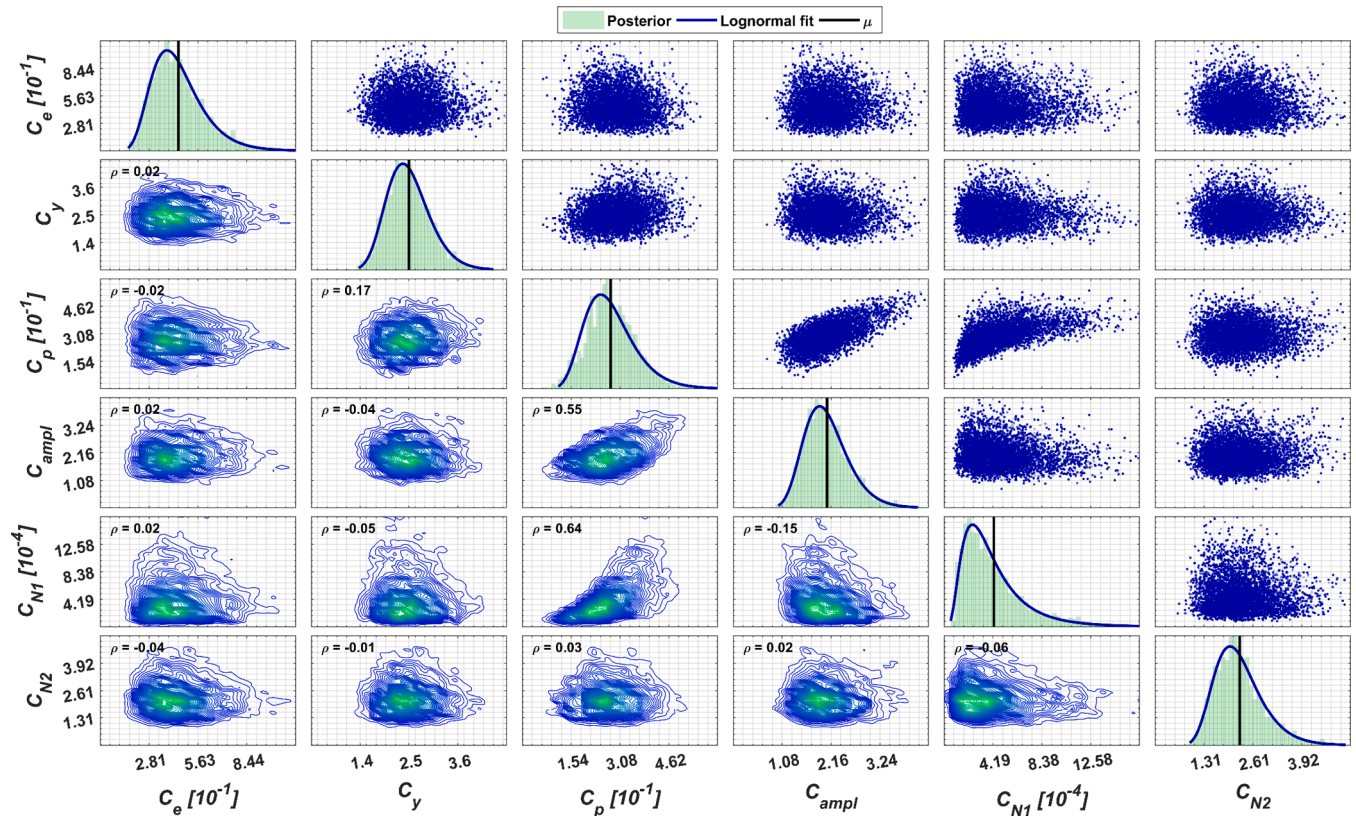 Posterior Lognormal fit μ
C_e [10^-1]
8.44
5.63
2.81
C_y
3.6
2.5
1.4
ρ = 0.02
C_p [10^-1]
4.62
3.08
1.54
ρ = -0.02
ρ = 0.17
C_ampl
3.24
2.16
1.08
ρ = 0.02
ρ = -0.04
ρ = 0.55
C_N1 [10^-4]
12.58
8.38
4.19
ρ = 0.02
ρ = -0.05
ρ = 0.64
ρ = -0.15
C_N2
3.92
2.61
1.31
ρ = -0.04
ρ = -0.01
ρ = 0.03
ρ = 0.02
ρ = -0.06
2.81 5.63 8.44
1.4 2.5 3.6
1.54 3.08 4.62
1.08 2.16 3.24
4.19 8.38 12.58
1.31 2.61 3.92
C_e [10^-1]
C_y
C_p [10^-1]
C_ampl
C_N1 [10^-4]
C_N2